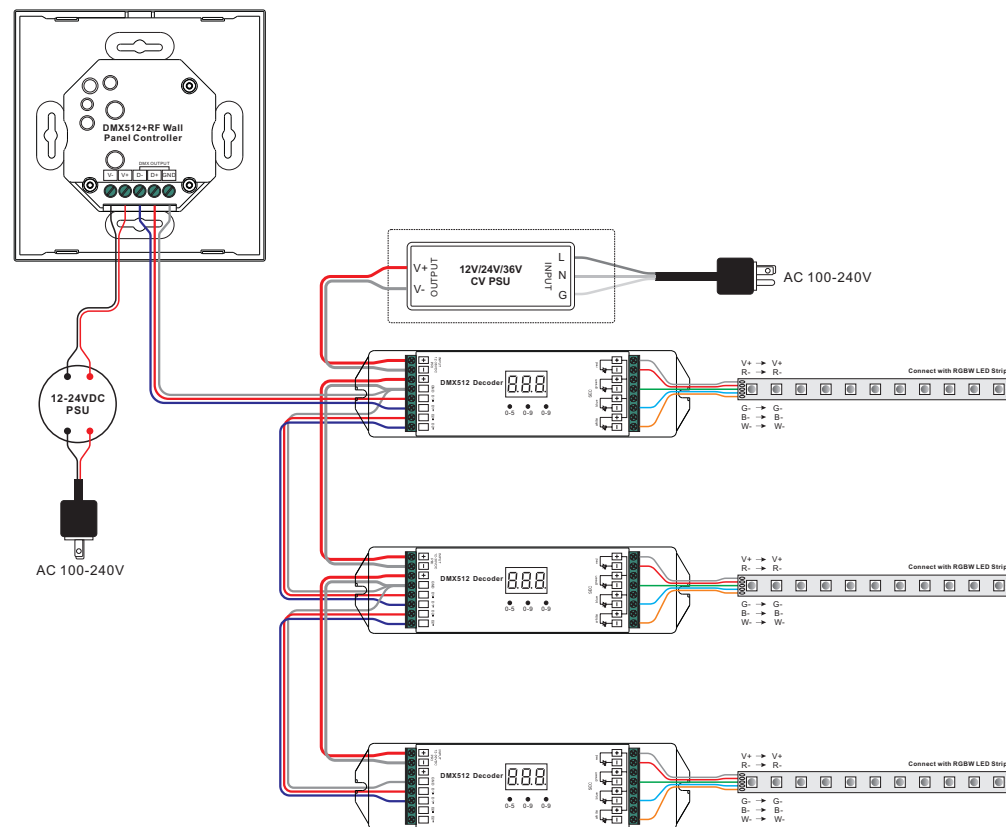 DMX512+RF Wall
Panel Controller
DMX OUTPUT
V- V+ D- D+ GND
12-24VDC
PSU
AC 100-240V
V+
V-
OUTPUT
12V/24V/36V
CV PSU
INPUT
L
N
G
AC 100-240V
DMX512 Decoder
0-5 0-9 0-9
V+ → V+
R- → R-
Connect with RGBW LED Strip
G- → G-
B- → B-
W- → W-
DMX512 Decoder
0-5 0-9 0-9
V+ → V+
R- → R-
Connect with RGBW LED Strip
G- → G-
B- → B-
W- → W-
DMX512 Decoder
0-5 0-9 0-9
V+ → V+
R- → R-
Connect with RGBW LED Strip
G- → G-
B- → B-
W- → W-